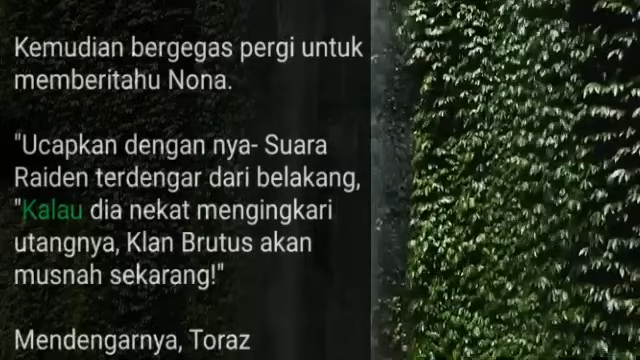 Kemudian bergegas pergi untuk
memberitahu Nona.
"Ucapkan dengan nya- Suara
Raiden terdengar dari belakang,
"Kalau dia nekat mengingkari
utangnya, Klan Brutus akan
musnah sekarang!"
Mendengarnya, Toraz